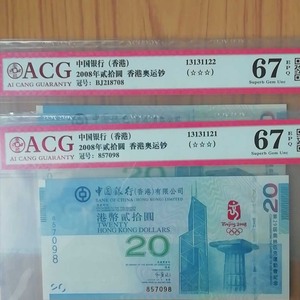 ACG
AI CANG GUARANTY
中国银行 (香港)
2008年贰拾圆 香港奥运钞
冠号: BJ218708
13131122
(☆☆☆)
67 EPQ
Superb Gem Unc
ACG
AI CANG GUARANTY
中国银行 (香港)
2008年贰拾圆 香港奥运钞
冠号: 857098
13131121
(☆☆☆)
67 EPQ
Superb Gem Unc
中國銀行(香港)有限公司
BANK OF CHINA (HONG KONG) LIMITED
港幣貳拾圓
TWENTY
HONG KONG DOLLARS
20
20
Beijing 2008
857098
857098